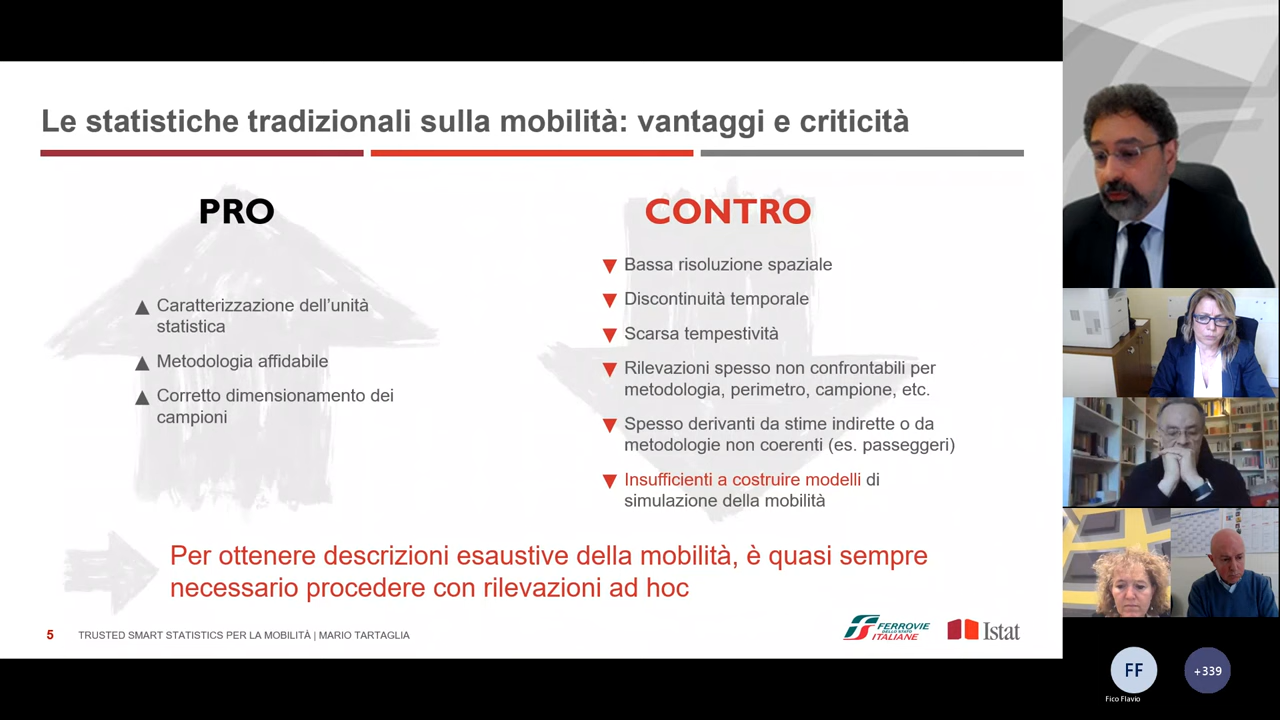 Le statistiche tradizionali sulla mobilità: vantaggi e criticità
PRO
▲ Caratterizzazione dell'unità
statistica
▲ Metodologia affidabile
▲ Corretto dimensionamento dei
campioni
CONTRO
▼ Bassa risoluzione spaziale
▼ Discontinuità temporale
▼ Scarsa tempestività
▼ Rilevazioni spesso non confrontabili per
metodologia, perimetro, campione, etc.
▼ Spesso derivanti da stime indirette o da
metodologie non coerenti (es. passeggeri)
▼ Insufficienti a costruire modelli di
simulazione della mobilità
Per ottenere descrizioni esaustive della mobilità, è quasi sempre
necessario procedere con rilevazioni ad hoc
5 TRUSTED SMART STATISTICS PER LA MOBILITÀ | MARIO TARTAGLIA
FERROVIE
DELLO STATO
ITALIANE
Istat
FF
+339
Fico Flavio